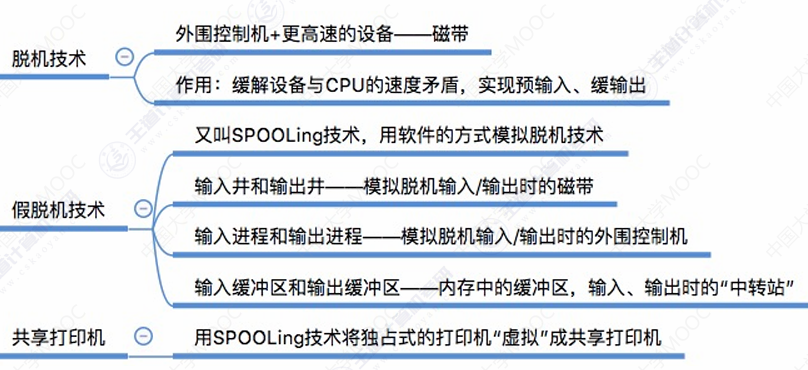 脱机技术
外围控制机+更高速的设备——磁带
作用：缓解设备与CPU的速度矛盾，实现预输入、缓输出
假脱机技术
又叫SPOOLing技术，用软件的方式模拟脱机技术
输入井和输出井——模拟脱机输入/输出时的磁带
输入进程和输出进程——模拟脱机输入/输出时的外围控制机
输入缓冲区和输出缓冲区——内存中的缓冲区，输入、输出时的“中转站”
共享打印机
用SPOOLing技术将独占式的打印机“虚拟”成共享打印机